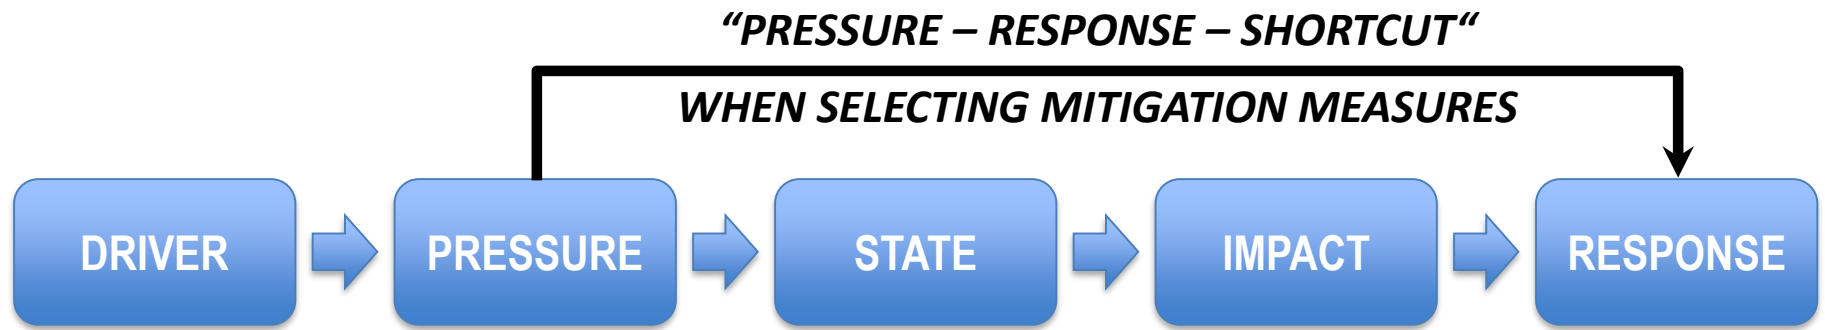 “PRESSURE – RESPONSE – SHORTCUT“
WHEN SELECTING MITIGATION MEASURES
DRIVER
PRESSURE
STATE
IMPACT
RESPONSE